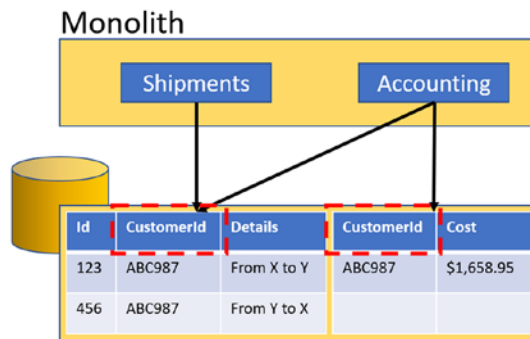 Monolith
Shipments Accounting
Id CustomerId Details CustomerId Cost
123 ABC987 From X to Y ABC987 $1,658.95
456 ABC987 From Y to X